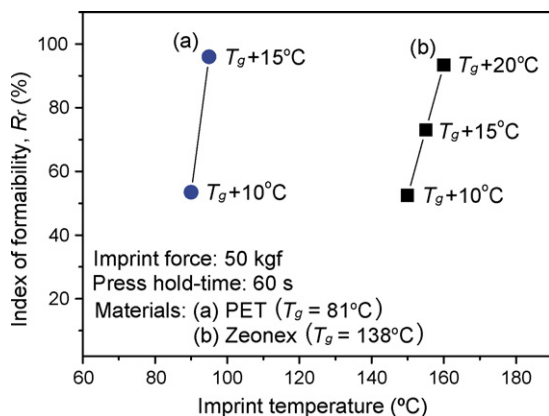 Index of formaibility, Rr (%)
100
80
60
40
20
(a)
Tg+15°C
Tg+10°C
(b)
Tg+20°C
Tg+15°C
Tg+10°C
Imprint force: 50 kgf
Press hold-time: 60 s
Materials: (a) PET (Tg = 81°C)
(b) Zeonex (Tg = 138°C)
60 80 100 120 140 160 180
Imprint temperature (ºC)